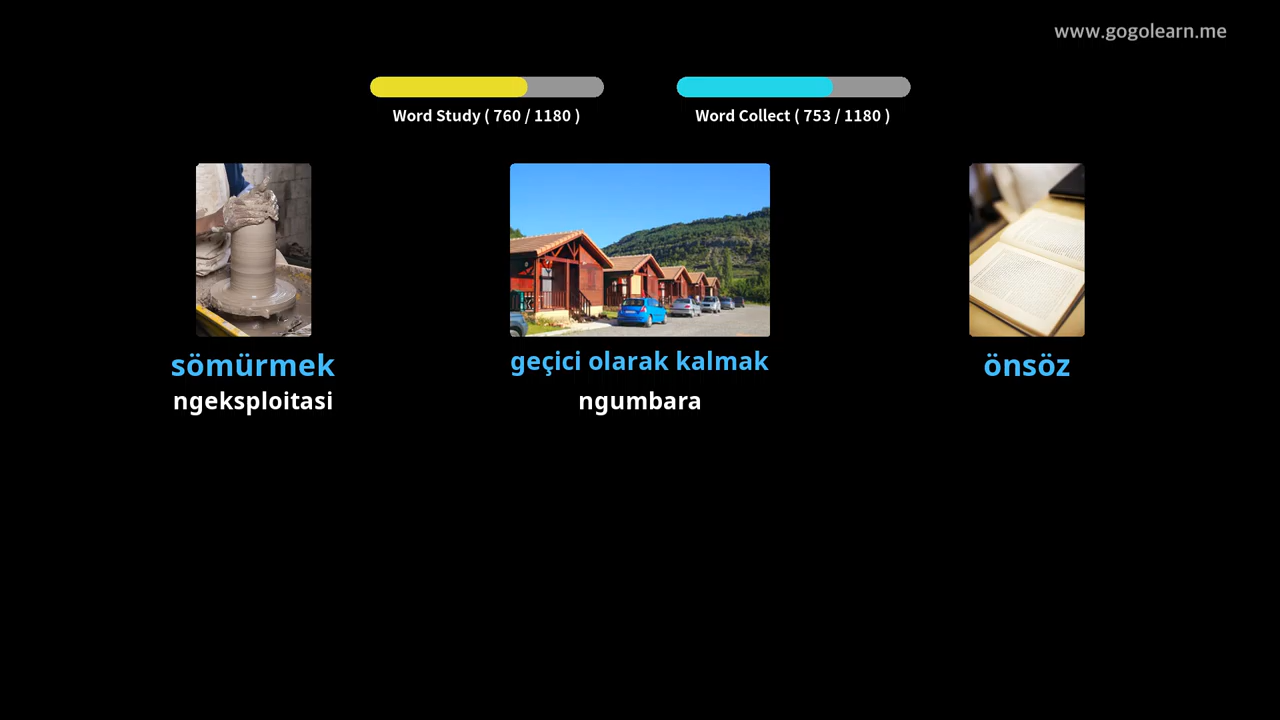 www.gogolearn.me
Word Study ( 760 / 1180 )
Word Collect ( 753 / 1180 )
sömürmek
ngeksploitasi
geçici olarak kalmak
ngumbara
önsöz